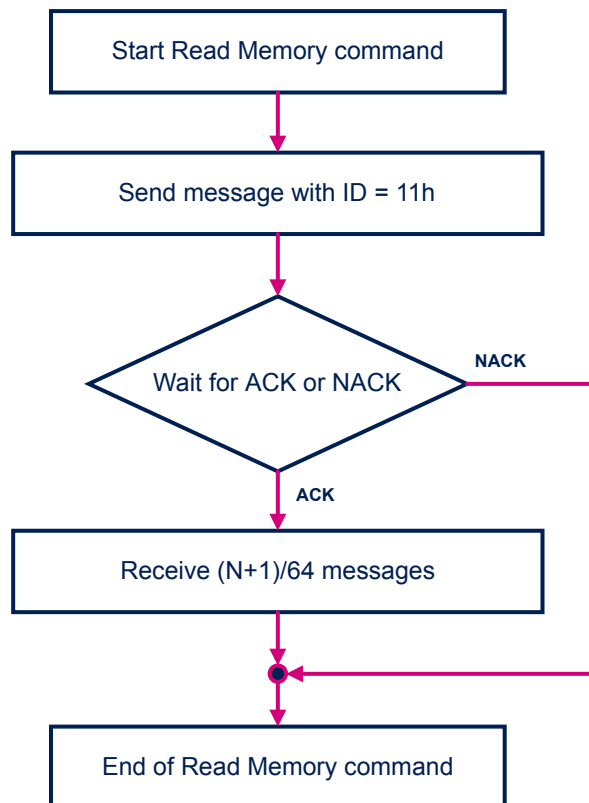 Start Read Memory command
Send message with ID = 11h
Wait for ACK or NACK
NACK
ACK
Receive (N+1)/64 messages
End of Read Memory command